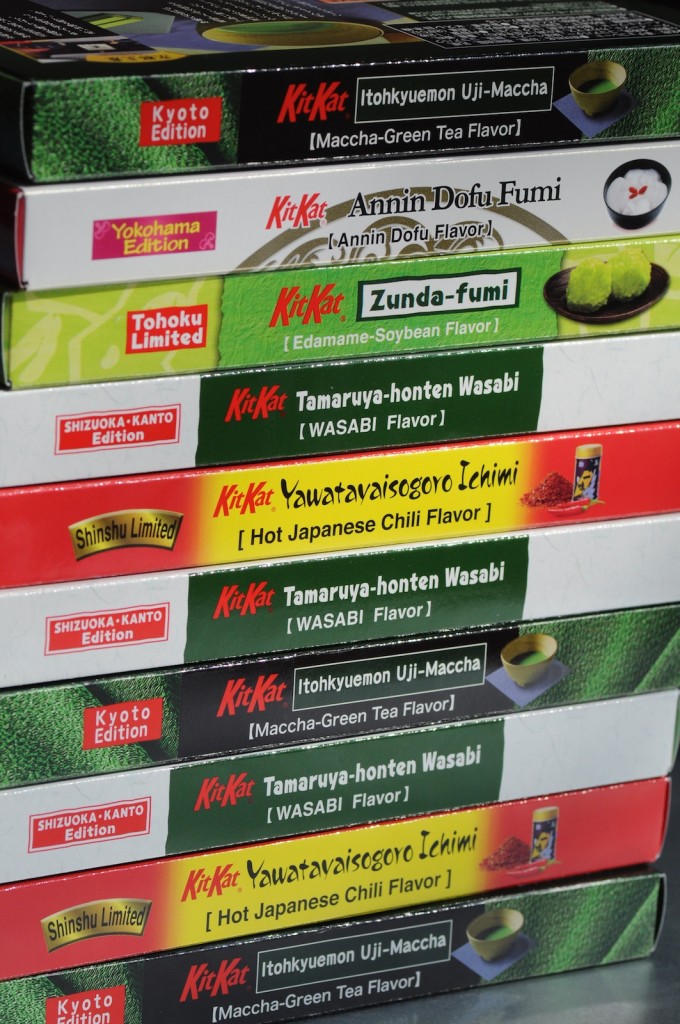 Kyoto
Edition
KitKat Itohkyuemon Uji-Maccha
【Maccha-Green Tea Flavor】
Yokohama
Edition
KitKat Annin Dofu Fumi
【Annin Dofu Flavor】
Tohoku
Limited
KitKat Zunda-fumi
[Edamame-Soybean Flavor]
SHIZUOKA・KANTO
Edition
KitKat Tamaruya-honten Wasabi
[WASABI Flavor]
Shinshu Limited
KitKat Yawatayaisogoro Ichimi
[Hot Japanese Chili Flavor]
SHIZUOKA・KANTO
Edition
KitKat Tamaruya-honten Wasabi
[WASABI Flavor]
Kyoto
Edition
KitKat Itohkyuemon Uji-Maccha
【Maccha-Green Tea Flavor】
SHIZUOKA・KANTO
Edition
KitKat Tamaruya-honten Wasabi
[WASABI Flavor]
Shinshu Limited
KitKat Yawatayaisogoro Ichimi
[Hot Japanese Chili Flavor]
Kyoto
Edition
KitKat Itohkyuemon Uji-Maccha
【Maccha-Green Tea Flavor】